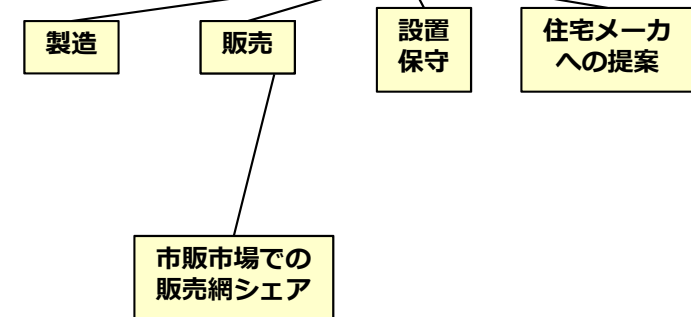 製造
販売
設置
保守
住宅メーカ
への提案
市販市場での
販売網シェア